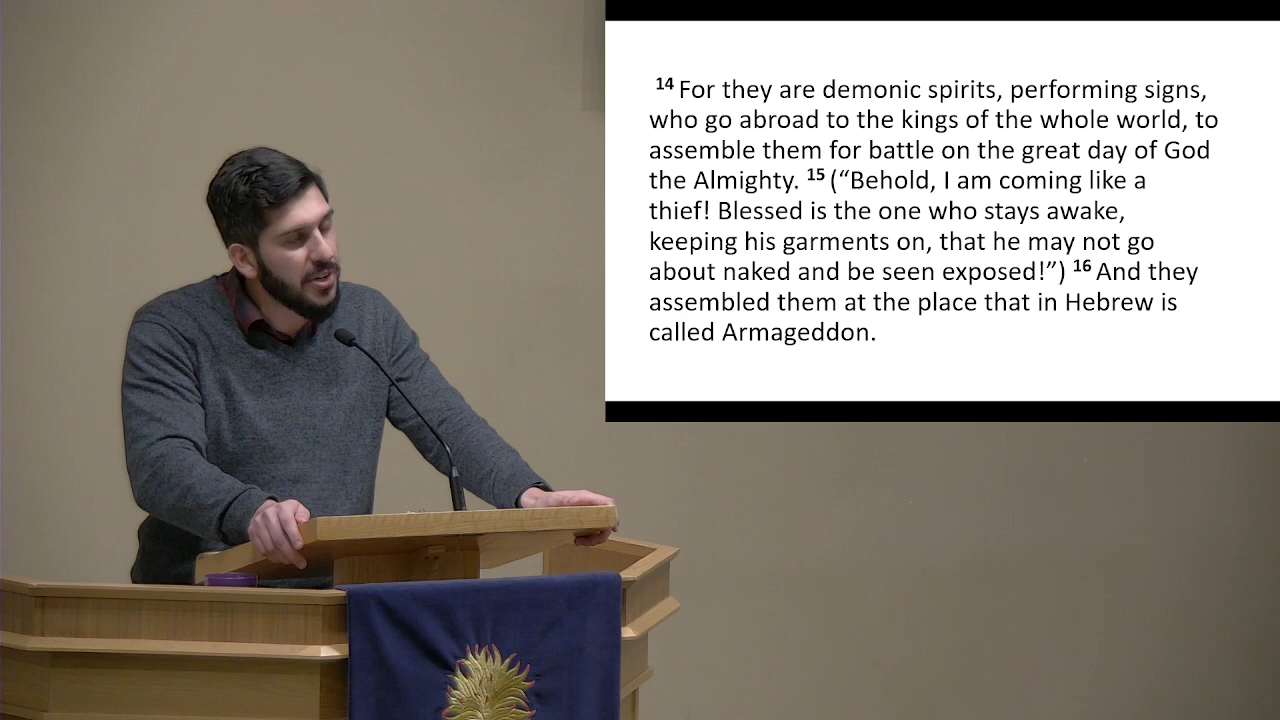 14 For they are demonic spirits, performing signs,
who go abroad to the kings of the whole world, to
assemble them for battle on the great day of God
the Almighty. 15 (“Behold, I am coming like a
thief! Blessed is the one who stays awake,
keeping his garments on, that he may not go
about naked and be seen exposed!”) 16 And they
assembled them at the place that in Hebrew is
called Armageddon.